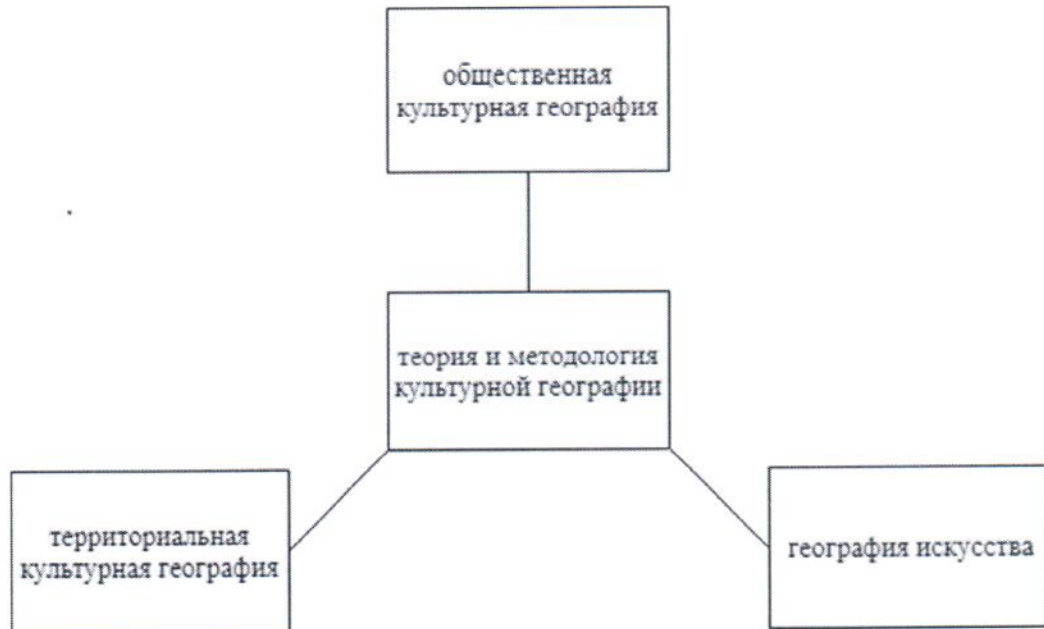 общественная
культурная география
теория и методология
культурной географии
территориальная
культурная география
география искусства